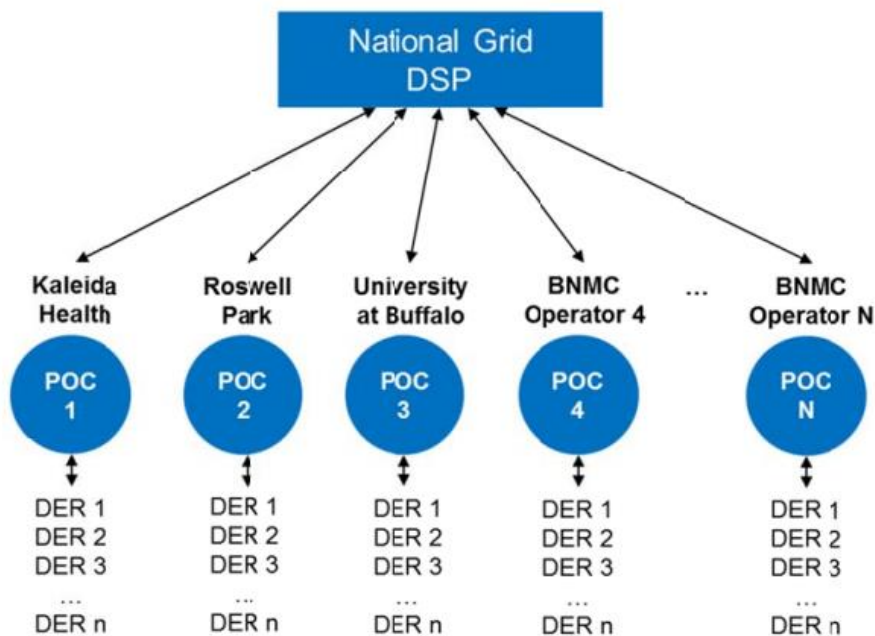 National Grid
DSP
Kaleida
Health
Roswell
Park
University
at Buffalo
BNMC
Operator 4
...
BNMC
Operator N
POC
1
POC
2
POC
3
POC
4
POC
N
DER 1
DER 2
DER 3
...
DER n
DER 1
DER 2
DER 3
...
DER n
DER 1
DER 2
DER 3
...
DER n
DER 1
DER 2
DER 3
...
DER n
DER 1
DER 2
DER 3
...
DER n